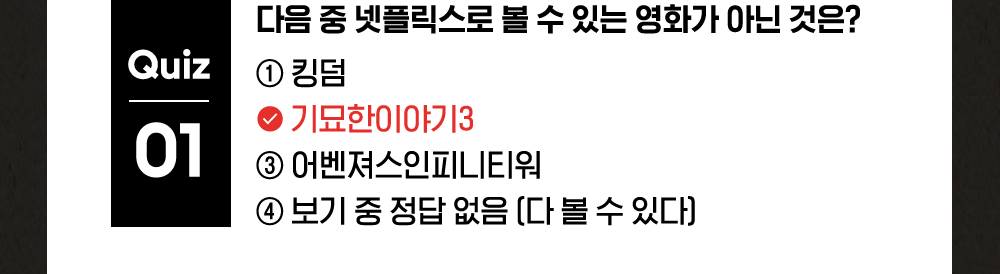 다음 중 넷플릭스로 볼 수 있는 영화가 아닌 것은?
Quiz
01
① 킹덤
기묘한이야기3
③ 어벤져스인피니티워
④ 보기 중 정답 없음 (다 볼 수 있다)